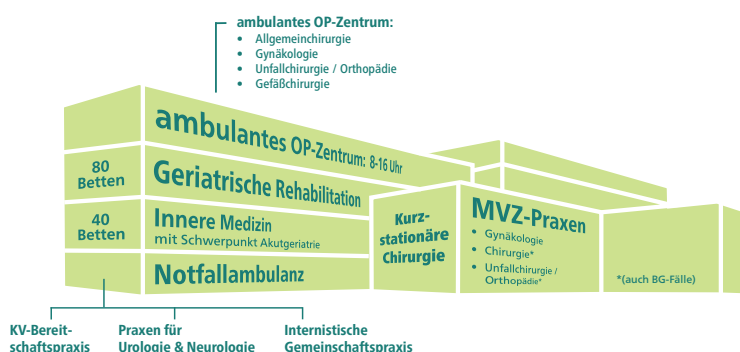 ambulantes OP-Zentrum:
• Allgemeinchirurgie
• Gynäkologie
• Unfallchirurgie / Orthopädie
• Gefäßchirurgie
ambulantes OP-Zentrum: 8-16 Uhr
80
Betten
Geriatrische Rehabilitation
40
Betten
Innere Medizin
mit Schwerpunkt Akutgeriatrie
Notfallambulanz
Kurz-
stationäre
Chirurgie
MVZ-Praxen
• Gynäkologie
• Chirurgie*
• Unfallchirurgie /
Orthopädie*
*(auch BG-Fälle)
KV-Bereit-
schaftspraxis
Praxen für
Urologie & Neurologie
Internistische
Gemeinschaftspraxis